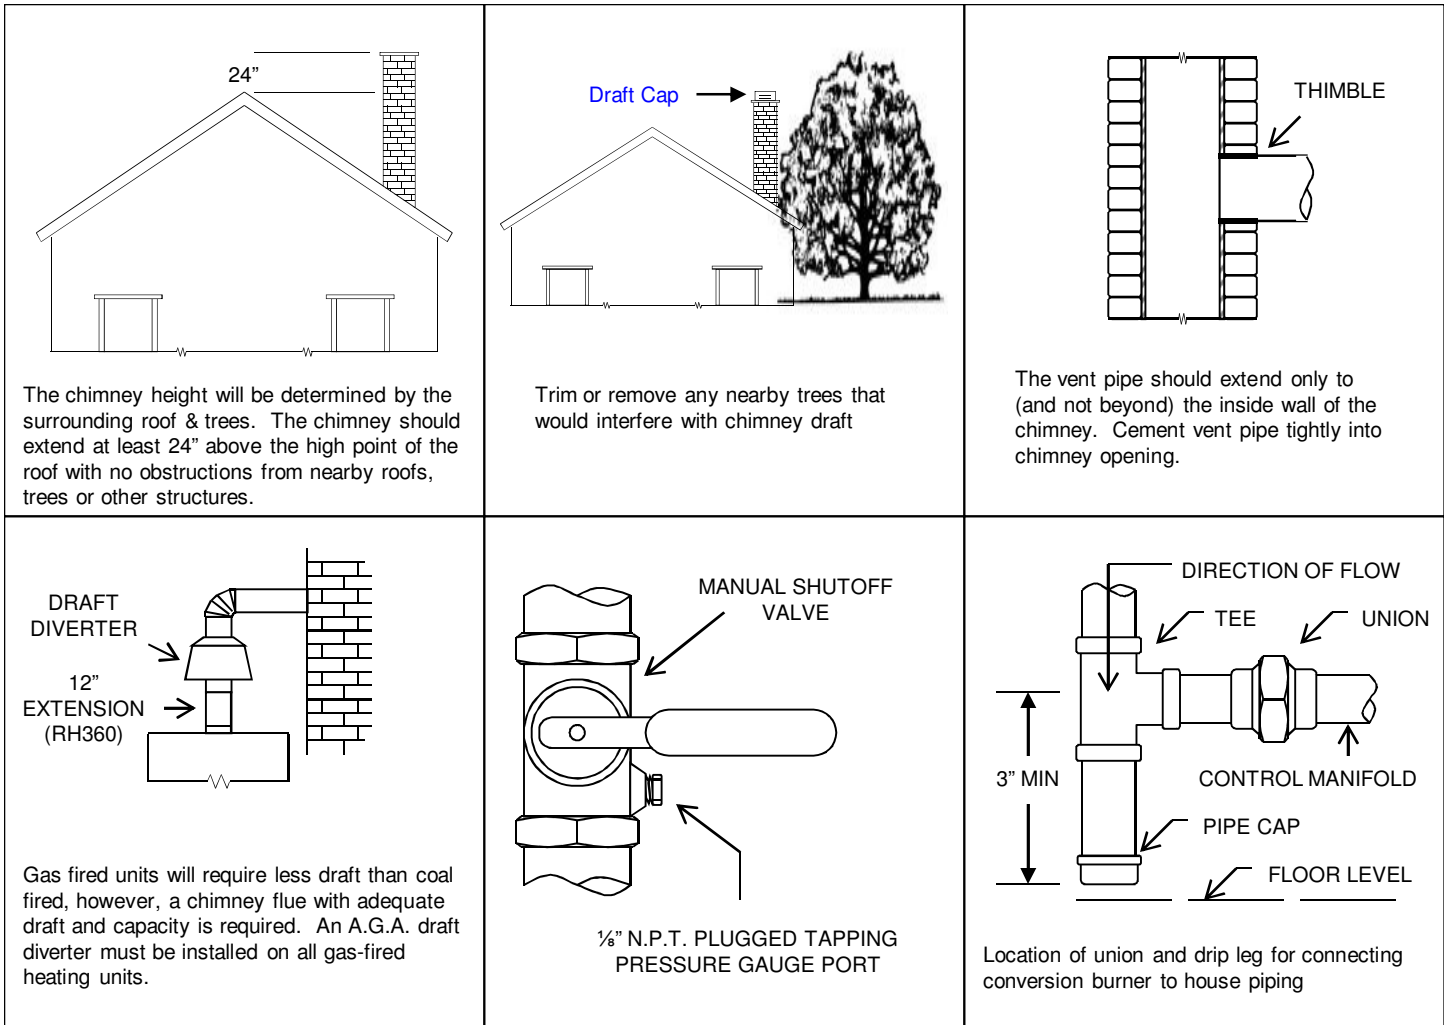 24”
The chimney height will be determined by the
surrounding roof & trees. The chimney should
extend at least 24” above the high point of the
roof with no obstructions from nearby roofs,
trees or other structures.
Draft Cap
Trim or remove any nearby trees that
would interfere with chimney draft
THIMBLE
The vent pipe should extend only to
(and not beyond) the inside wall of the
chimney. Cement vent pipe tightly into
chimney opening.
DRAFT
DIVERTER
12”
EXTENSION
(RH360)
Gas fired units will require less draft than coal
fired, however, a chimney flue with adequate
draft and capacity is required. An A.G.A. draft
diverter must be installed on all gas-fired
heating units.
MANUAL SHUTOFF
VALVE
⅛” N.P.T. PLUGGED TAPPING
PRESSURE GAUGE PORT
DIRECTION OF FLOW
TEE
UNION
3” MIN
CONTROL MANIFOLD
PIPE CAP
FLOOR LEVEL
Location of union and drip leg for connecting
conversion burner to house piping